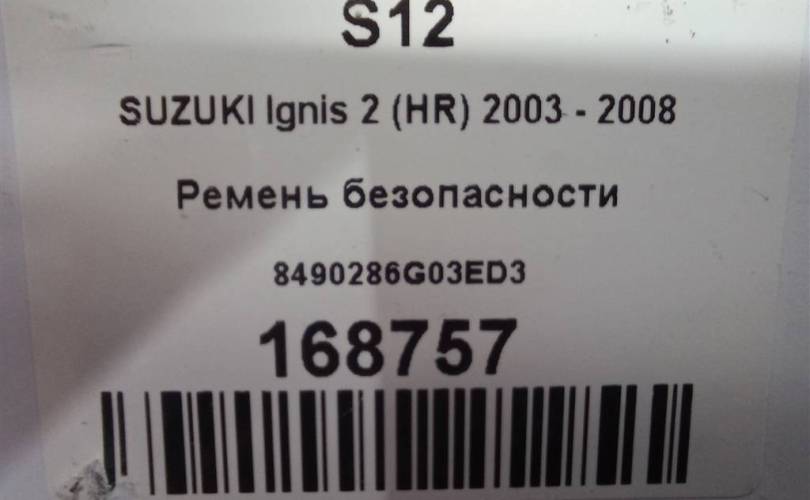 S12
SUZUKI Ignis 2 (HR) 2003 - 2008
Ремень безопасности
8490286G03ED3
168757